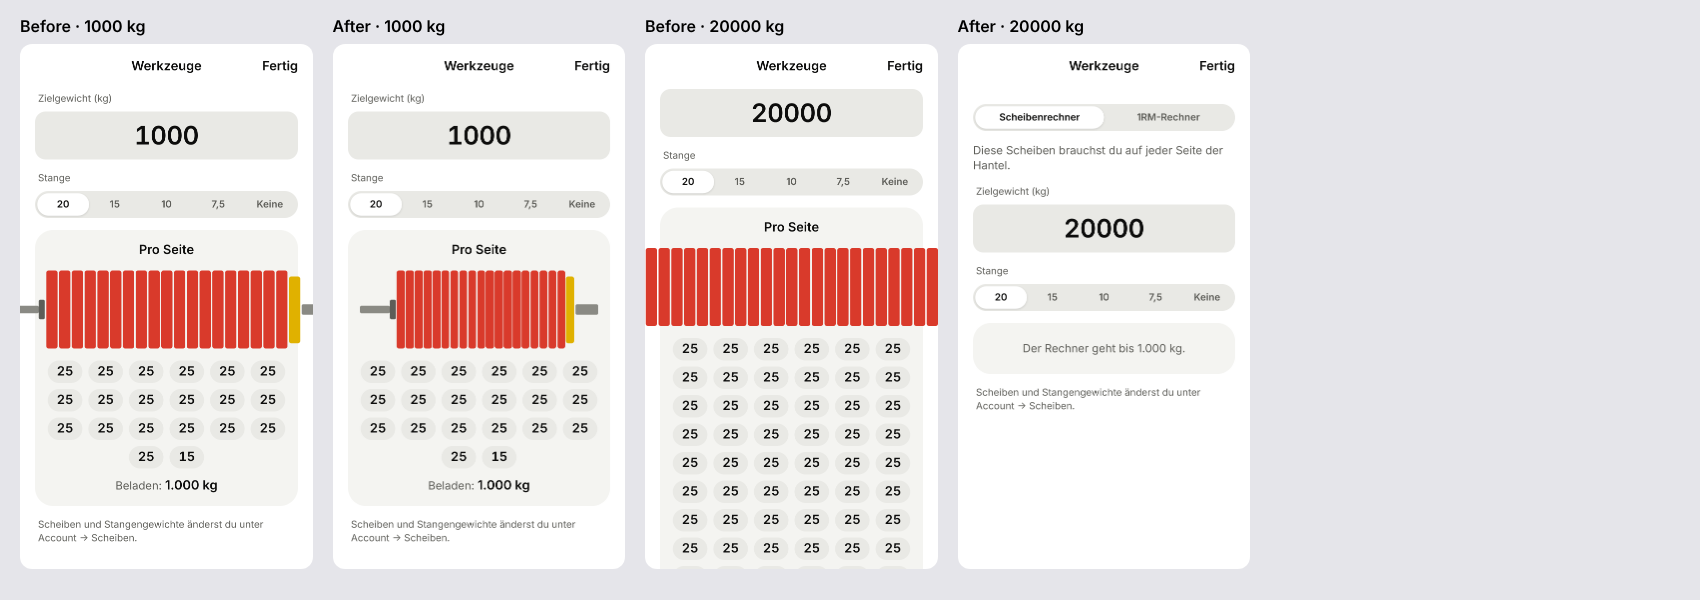 Before · 1000 kg
Werkzeuge Fertig
Zielgewicht (kg)
1000
Stange
20 15 10 7,5 Keine
Pro Seite
25 25 25 25 25 25
25 25 25 25 25 25
25 25 25 25 25 25
25 15
Beladen: 1.000 kg
Scheiben und Stangengewichte änderst du unter
Account → Scheiben.
After · 1000 kg
Werkzeuge Fertig
Zielgewicht (kg)
1000
Stange
20 15 10 7,5 Keine
Pro Seite
25 25 25 25 25 25
25 25 25 25 25 25
25 25 25 25 25 25
25 15
Beladen: 1.000 kg
Scheiben und Stangengewichte änderst du unter
Account → Scheiben.
Before · 20000 kg
Werkzeuge Fertig
20000
Stange
20 15 10 7,5 Keine
Pro Seite
25 25 25 25 25 25
25 25 25 25 25 25
25 25 25 25 25 25
25 25 25 25 25 25
25 25 25 25 25 25
25 25 25 25 25 25
25 25 25 25 25 25
25 25 25 25 25 25
After · 20000 kg
Werkzeuge Fertig
Scheibenrechner 1RM-Rechner
Diese Scheiben brauchst du auf jeder Seite der
Hantel.
Zielgewicht (kg)
20000
Stange
20 15 10 7,5 Keine
Der Rechner geht bis 1.000 kg.
Scheiben und Stangengewichte änderst du unter
Account → Scheiben.